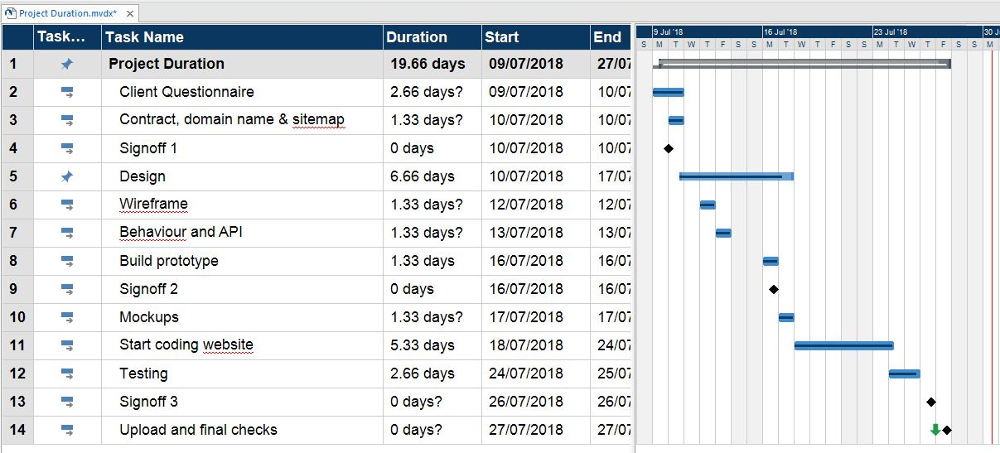 Project Duration.mvdx*
Task... Task Name Duration Start End
9 Jul '18 16 Jul '18 23 Jul '18 30 Ju
S M T W T F S S M T W T F S S M T W T F S S M
1 Project Duration 19.66 days 09/07/2018 27/07
2 Client Questionnaire 2.66 days? 09/07/2018 10/07
3 Contract, domain name & sitemap 1.33 days? 10/07/2018 10/07
4 Signoff 1 0 days 10/07/2018 10/07
5 Design 6.66 days 10/07/2018 17/07
6 Wireframe 1.33 days? 12/07/2018 12/07
7 Behaviour and API 1.33 days? 13/07/2018 13/07
8 Build prototype 1.33 days 16/07/2018 16/07
9 Signoff 2 0 days 16/07/2018 16/07
10 Mockups 1.33 days? 17/07/2018 17/07
11 Start coding website 5.33 days 18/07/2018 24/07
12 Testing 2.66 days 24/07/2018 25/07
13 Signoff 3 0 days? 26/07/2018 26/07
14 Upload and final checks 0 days? 27/07/2018 27/07